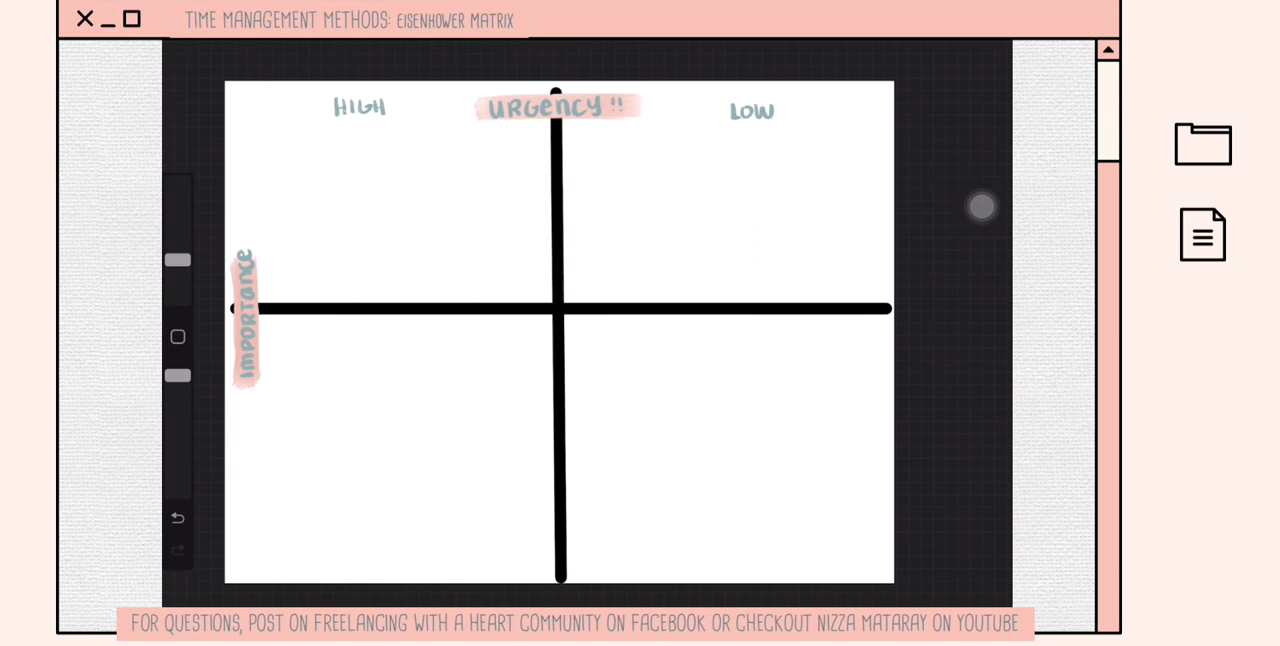 TIME MANAGEMENT METHODS: EISENHOWER MATRIX
HIGH
URGENCY !!
LOW
IMPORTANCE
FOR QUESTIONS, POST ON FREELANCING WITH A HEART COMMUNITY ON FACEBOOK OR CHECKOUT NIZZA MATARAY ON YOUTUBE